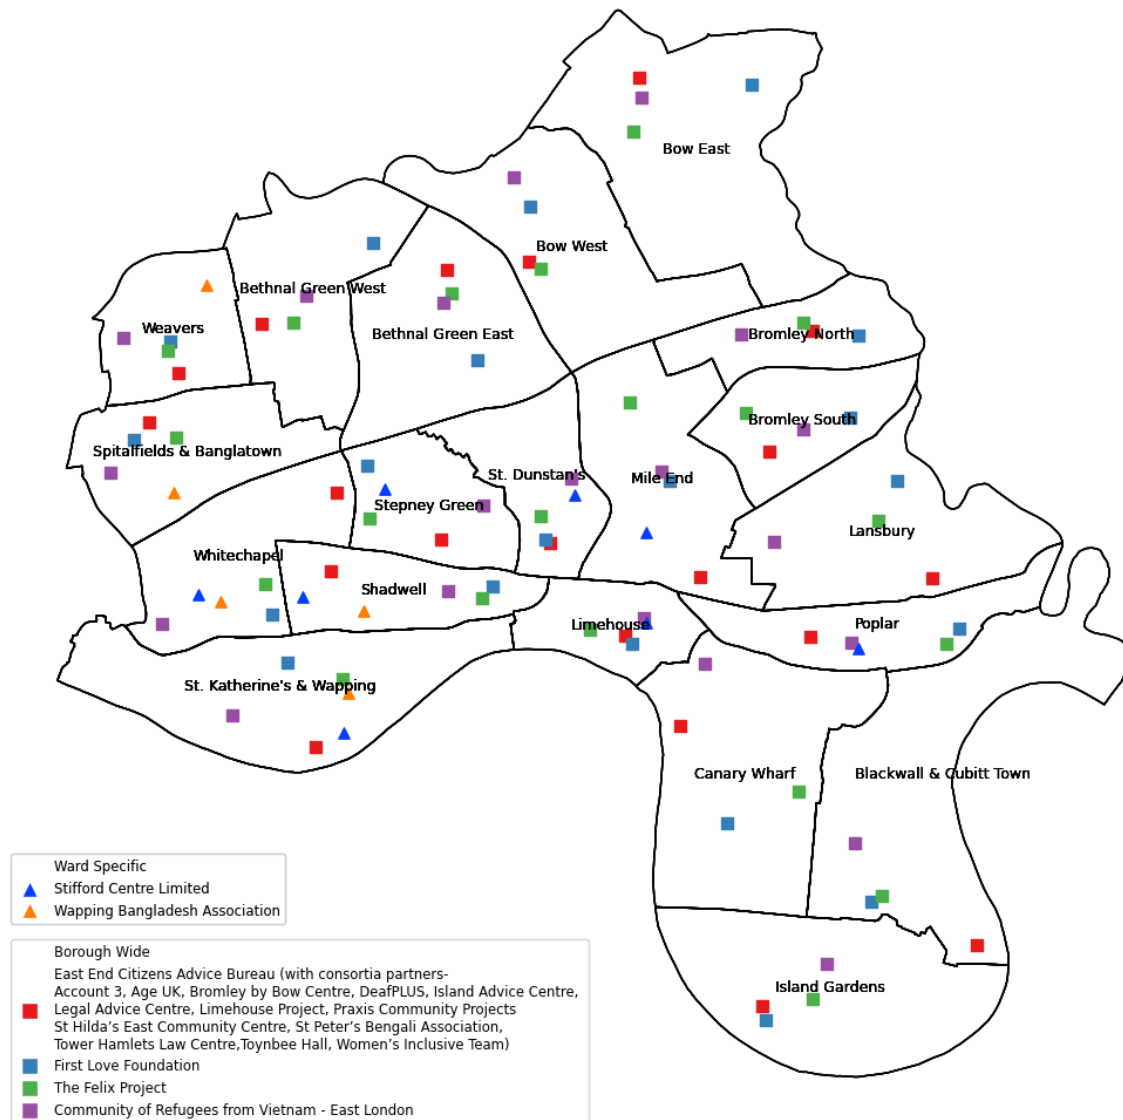 Bow East
Bow West
Bethnal Green West
Weavers
Bethnal Green East
Bromley North
Bromley South
Spitalfields & Banglatown
St. Dunstan's
Mile End
Stepney Green
Lansbury
Whitechapel
Shadwell
Limehouse
Poplar
St. Katherine's & Wapping
Canary Wharf
Blackwall & Cubitt Town
Island Gardens
Ward Specific
Stifford Centre Limited
Wapping Bangladesh Association
Borough Wide
East End Citizens Advice Bureau (with consortia partners-
Account 3, Age UK, Bromley by Bow Centre, DeafPLUS, Island Advice Centre,
Legal Advice Centre, Limehouse Project, Praxis Community Projects
St Hilda’s East Community Centre, St Peter’s Bengali Association,
Tower Hamlets Law Centre,Toynbee Hall, Women’s Inclusive Team)
First Love Foundation
The Felix Project
Community of Refugees from Vietnam - East London